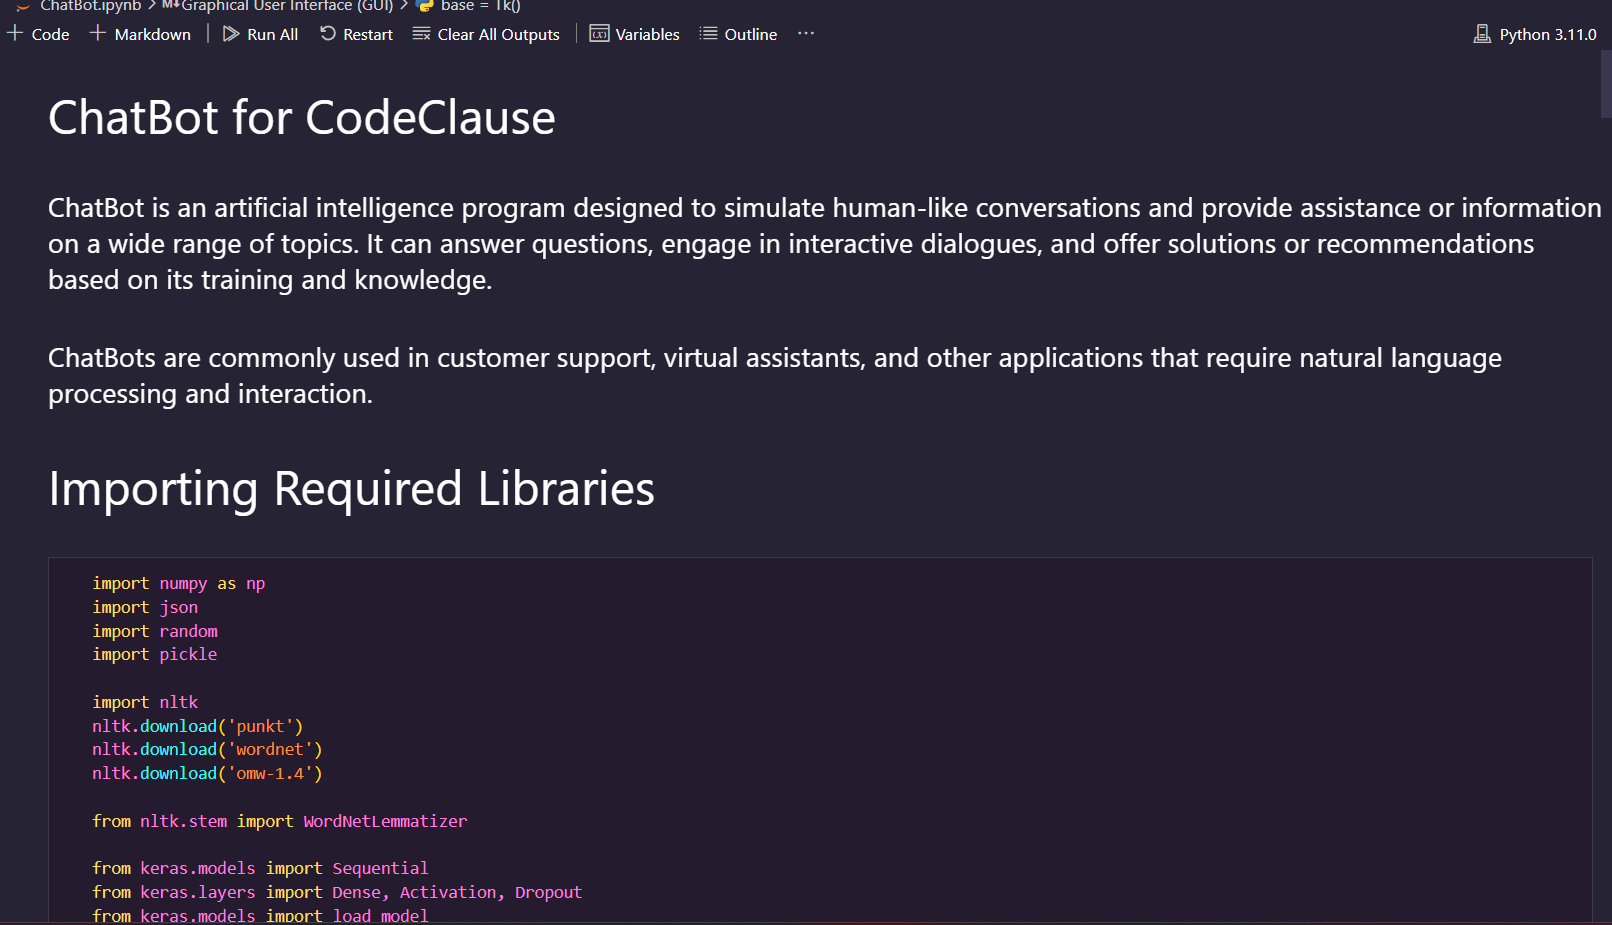 ChatBot.ipynb > M↓Graphical User Interface (GUI) > base = Tk()
+ Code + Markdown | Run All Restart Clear All Outputs | Variables Outline ··· Python 3.11.0
ChatBot for CodeClause
ChatBot is an artificial intelligence program designed to simulate human-like conversations and provide assistance or information
on a wide range of topics. It can answer questions, engage in interactive dialogues, and offer solutions or recommendations
based on its training and knowledge.
ChatBots are commonly used in customer support, virtual assistants, and other applications that require natural language
processing and interaction.
Importing Required Libraries
import numpy as np
import json
import random
import pickle
import nltk
nltk.download('punkt')
nltk.download('wordnet')
nltk.download('omw-1.4')
from nltk.stem import WordNetLemmatizer
from keras.models import Sequential
from keras.layers import Dense, Activation, Dropout
from keras.models import load_model